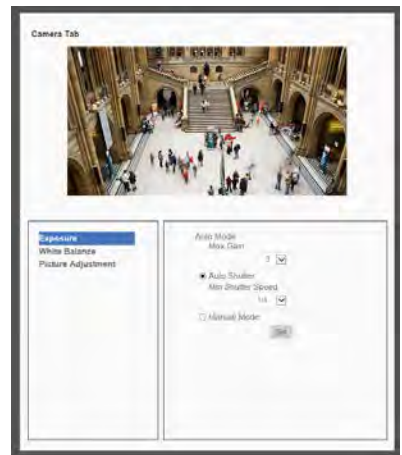 Camera Tab
Exposure
White Balance
Picture Adjustment
Auto Mode
Max Gain
3
Auto Shutter
Min Shutter Speed
Manual Mode
Set